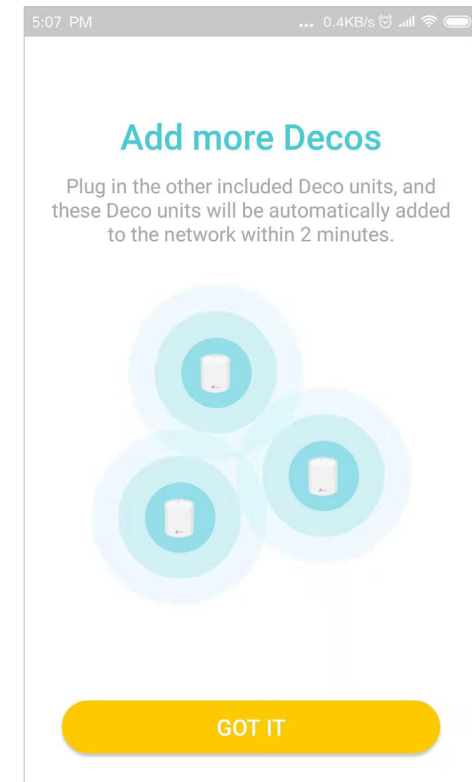 5:07 PM ... 0.4KB/s
Add more Decos
Plug in the other included Deco units, and
these Deco units will be automatically added
to the network within 2 minutes.
GOT IT